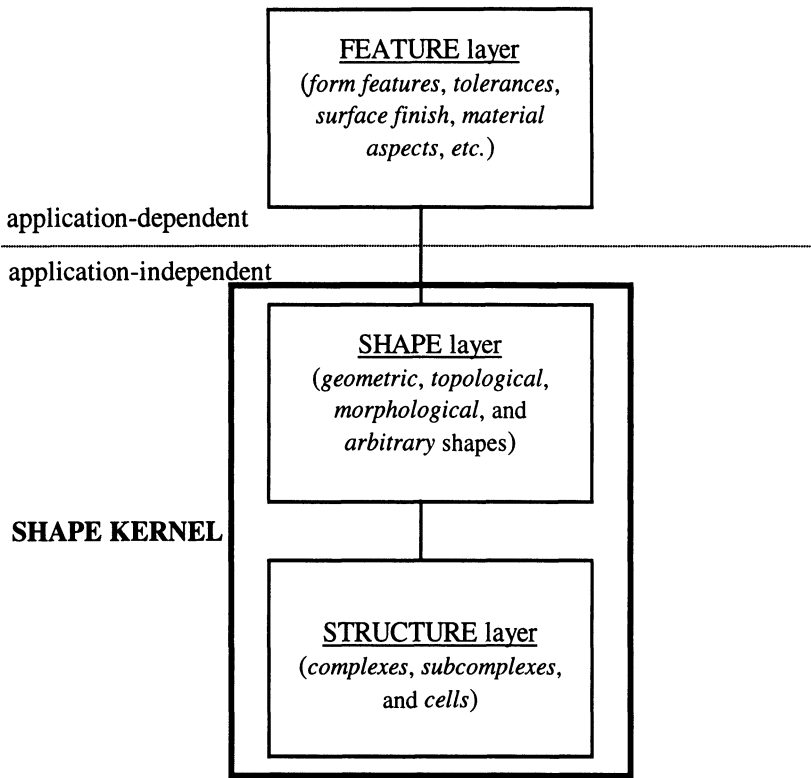 FEATURE layer
(form features, tolerances,
surface finish, material
aspects, etc.)
application-dependent
application-independent
SHAPE layer
(geometric, topological,
morphological, and
arbitrary shapes)
SHAPE KERNEL
STRUCTURE layer
(complexes, subcomplexes,
and cells)